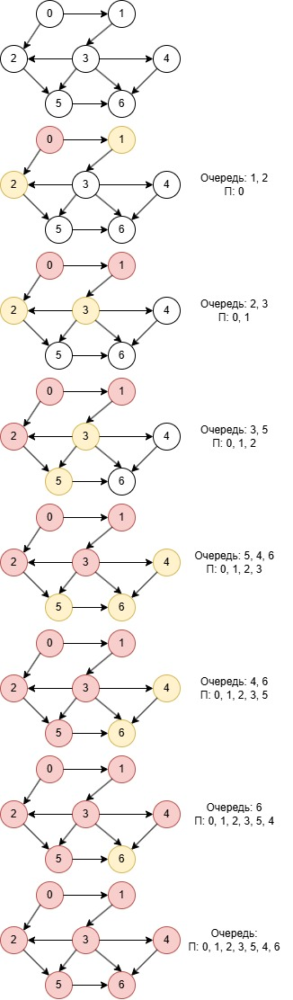 0 1
2 3 4
5 6
0 1
2 3 4
5 6
Очередь: 1, 2
П: 0
0 1
2 3 4
5 6
Очередь: 2, 3
П: 0, 1
0 1
2 3 4
5 6
Очередь: 3, 5
П: 0, 1, 2
0 1
2 3 4
5 6
Очередь: 5, 4, 6
П: 0, 1, 2, 3
0 1
2 3 4
5 6
Очередь: 4, 6
П: 0, 1, 2, 3, 5
0 1
2 3 4
5 6
Очередь: 6
П: 0, 1, 2, 3, 5, 4
0 1
2 3 4
5 6
Очередь:
П: 0, 1, 2, 3, 5, 4, 6